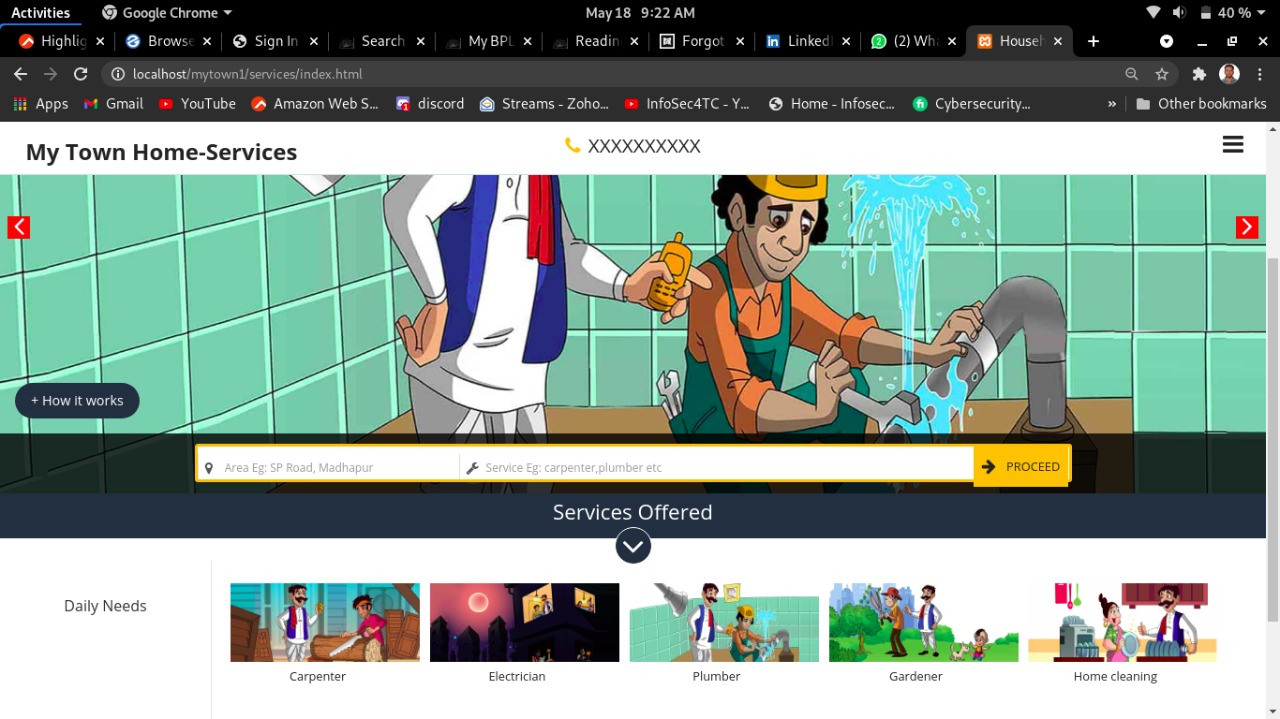 Activities
Google Chrome
May 18 9:22 AM
40 %
Highlig
Browse
Sign In
Search
My BPL
Readin
Forgot
LinkedI
(2) Wha
Househ
localhost/mytown1/services/index.html
Apps
Gmail
YouTube
Amazon Web S...
discord
Streams - Zoho...
InfoSec4TC - Y...
Home - Infosec...
Cybersecurity...
»
Other bookmarks
My Town Home-Services
XXXXXXXXXX
+ How it works
Area Eg: SP Road, Madhapur
Service Eg: carpenter,plumber etc
PROCEED
Services Offered
Daily Needs
Carpenter
Electrician
Plumber
Gardener
Home cleaning